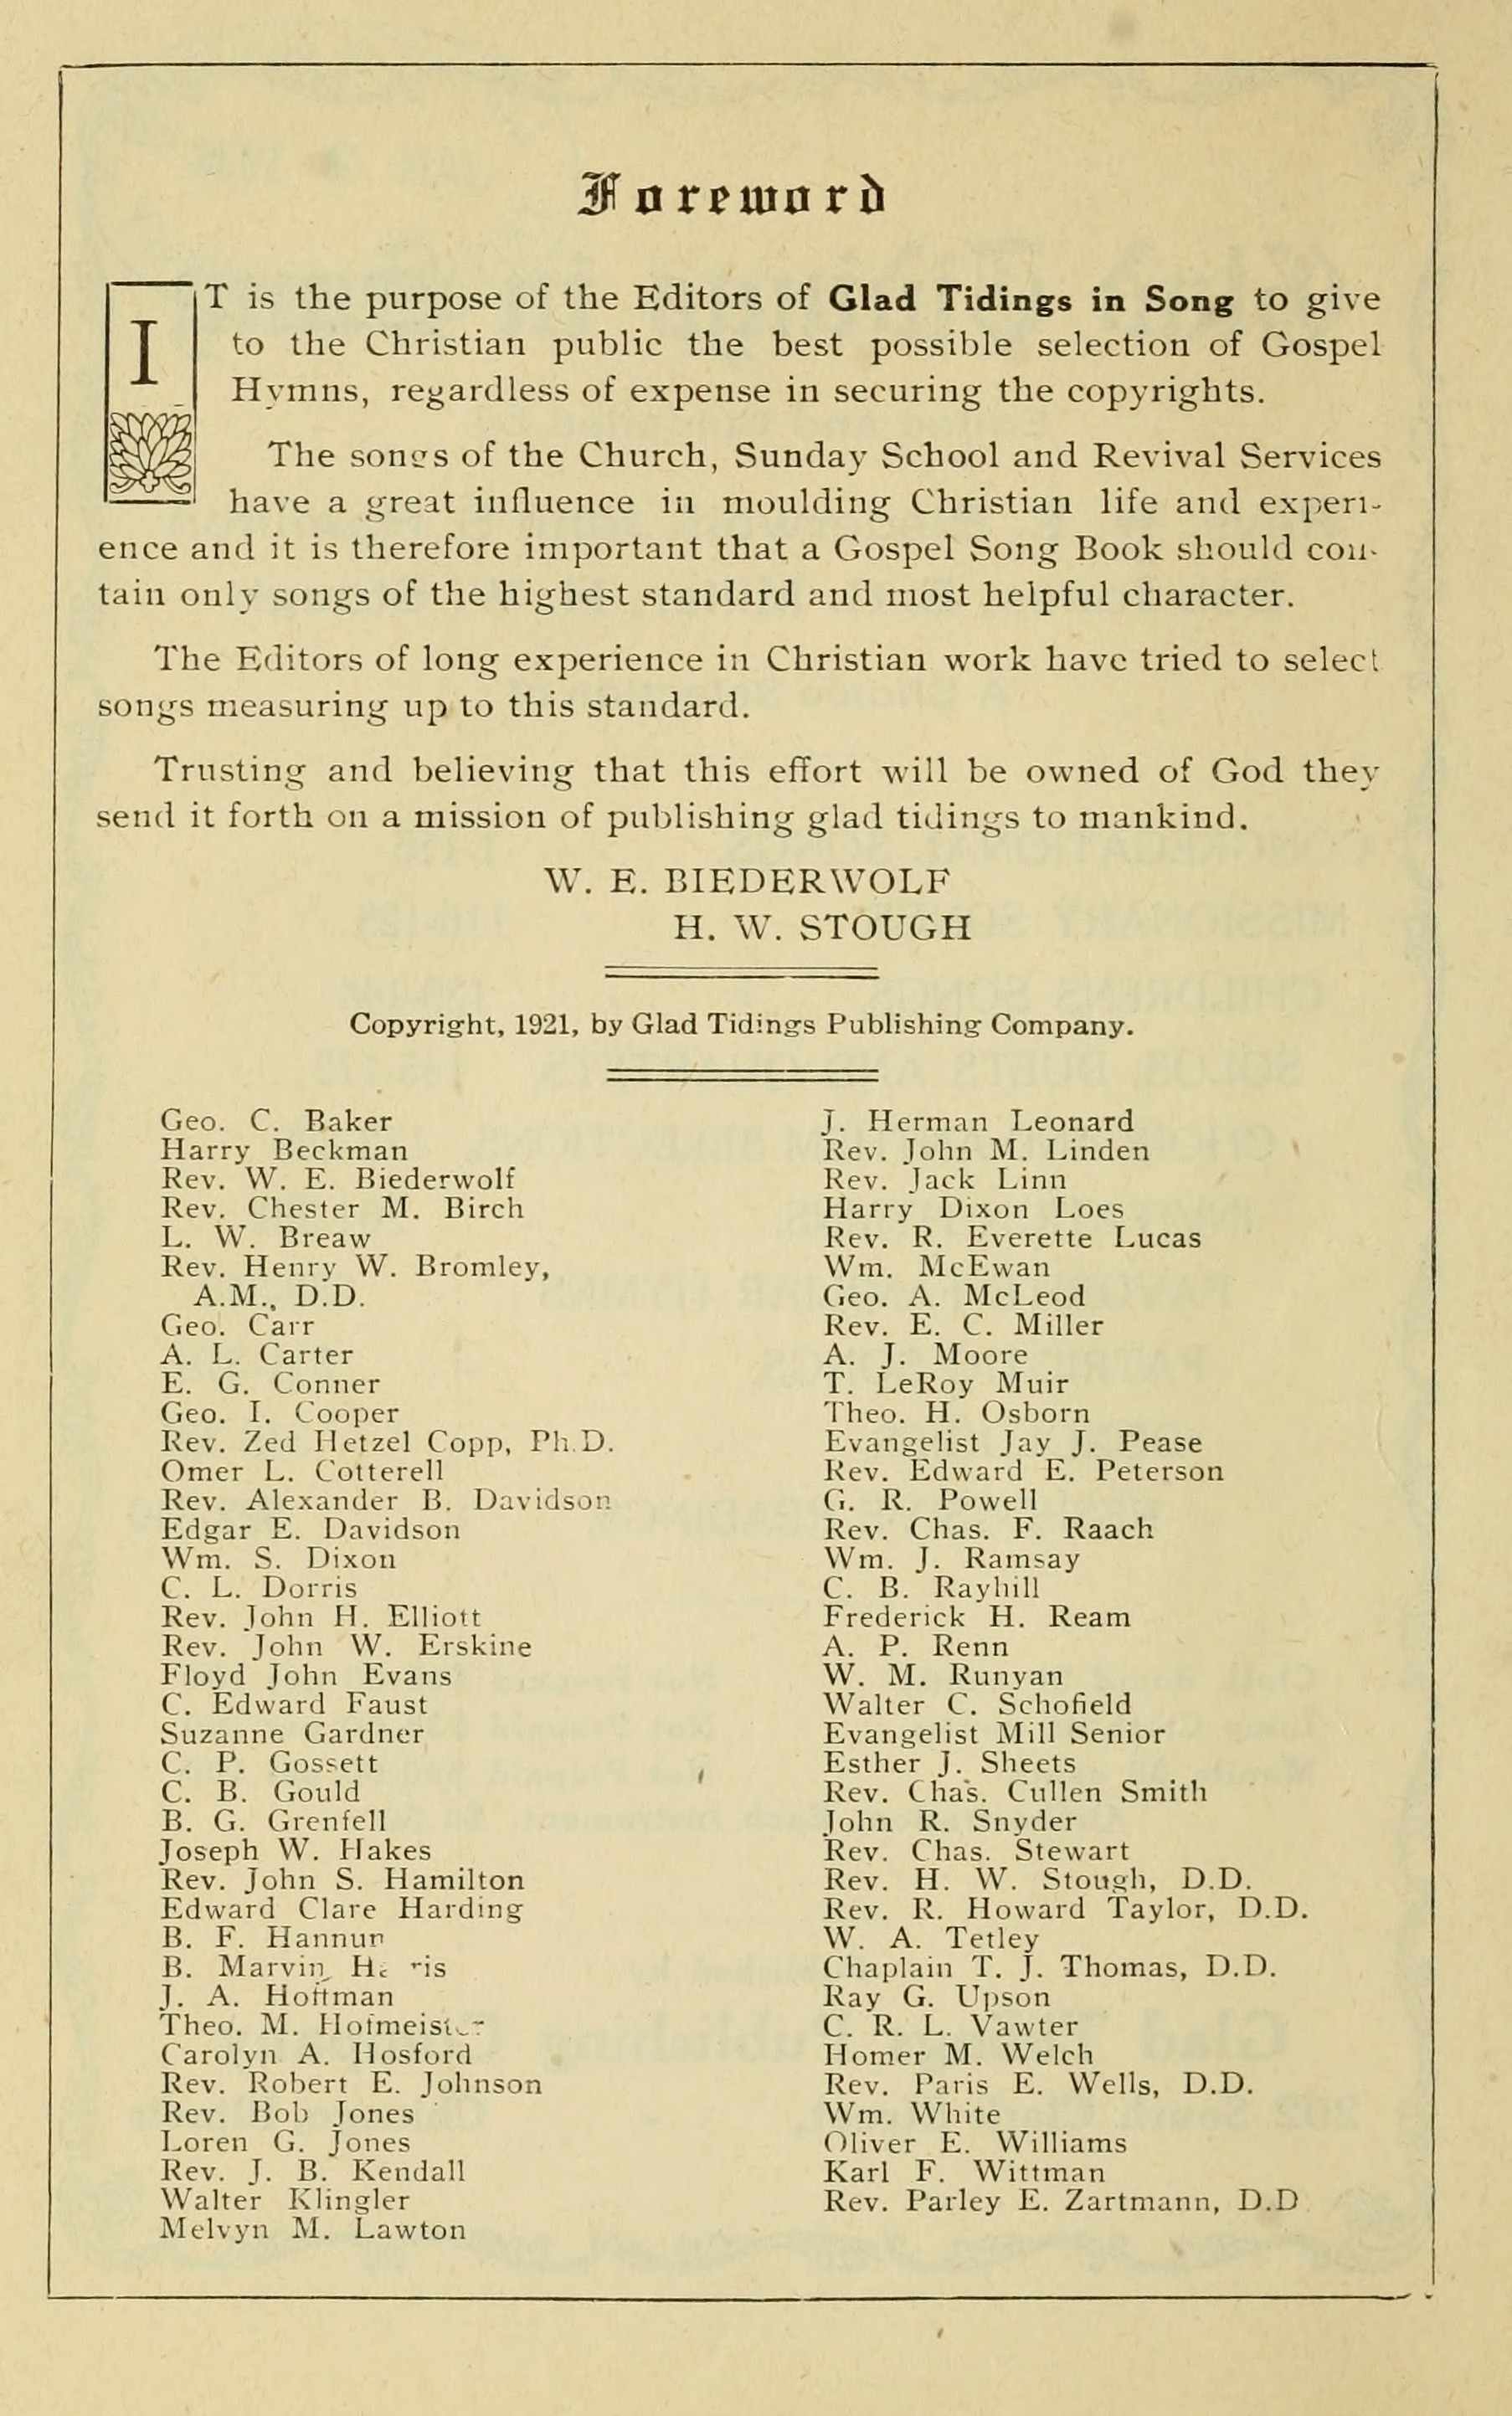 Foreword
IT is the purpose of the Editors of Glad Tidings in Song to give
to the Christian public the best possible selection of Gospel
Hymns, regardless of expense in securing the copyrights.
The songs of the Church, Sunday School and Revival Services
have a great influence in moulding Christian life and experi-
ence and it is therefore important that a Gospel Song Book should con-
tain only songs of the highest standard and most helpful character.
The Editors of long experience in Christian work have tried to select
songs measuring up to this standard.
Trusting and believing that this effort will be owned of God they
send it forth on a mission of publishing glad tidings to mankind.
W. E. BIEDERWOLF
H. W. STOUGH
Copyright, 1921, by Glad Tidings Publishing Company.
Geo. C. Baker
Harry Beckman
Rev. W. E. Biederwolf
Rev. Chester M. Birch
L. W. Breaw
Rev. Henry W. Bromley,
A.M., D.D.
Geo. Carr
A. L. Carter
E. G. Conner
Geo. I. Cooper
Rev. Zed Hetzel Copp, Ph.D.
Omer L. Cotterell
Rev. Alexander B. Davidson
Edgar E. Davidson
Wm. S. Dixon
C. L. Dorris
Rev. John H. Elliott
Rev. John W. Erskine
Floyd John Evans
C. Edward Faust
Suzanne Gardner
C. P. Gossett
C. B. Gould
B. G. Grenfell
Joseph W. Hakes
Rev. John S. Hamilton
Edward Clare Harding
B. F. Hannun
B. Marvin
J. A. Hoffman
Theo. M. Hofmeister
Carolyn A. Hosford
Rev. Robert E. Johnson
Rev. Bob Jones
Loren G. Jones
Rev. J. B. Kendall
Walter Klingler
Melvyn M. Lawton
J. Herman Leonard
Rev. John M. Linden
Rev. Jack Linn
Harry Dixon Loes
Rev. R. Everette Lucas
Wm. McEwan
Geo. A. McLeod
Rev. E. C. Miller
A. J. Moore
T. LeRoy Muir
Theo. H. Osborn
Evangelist Jay J. Pease
Rev. Edward E. Peterson
G. R. Powell
Rev. Chas. F. Raach
Wm. J. Ramsay
C. B. Rayhill
Frederick H. Ream
A. P. Renn
W. M. Runyan
Walter C. Schofield
Evangelist Mill Senior
Esther J. Sheets
Rev. Chas. Cullen Smith
John R. Snyder
Rev. Chas. Stewart
Rev. H. W. Stough, D.D.
Rev. R. Howard Taylor, D.D.
W. A. Tetley
Chaplain T. J. Thomas, D.D.
Ray G. Upson
C. R. L. Vawter
Homer M. Welch
Rev. Paris E. Wells, D.D.
Wm. White
Oliver E. Williams
Karl F. Wittman
Rev. Parley E. Zartmann, D.D